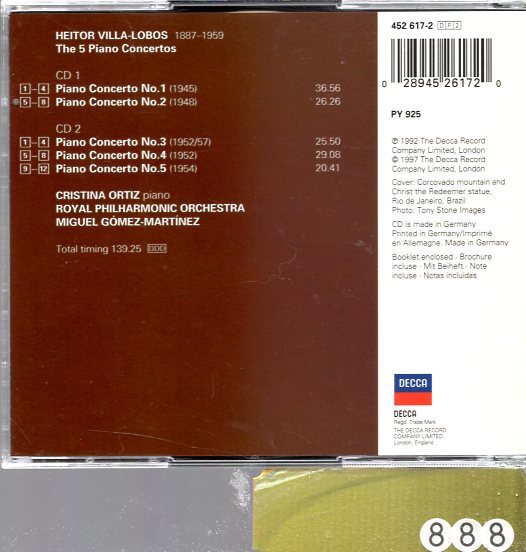 HEITOR VILLA-LOBOS 1887–1959
The 5 Piano Concertos
CD 1
1–4 Piano Concerto No.1 (1945) 36.56
5–8 Piano Concerto No.2 (1948) 26.26
CD 2
1–4 Piano Concerto No.3 (1952/57) 25.50
5–8 Piano Concerto No.4 (1952) 29.08
9–12 Piano Concerto No.5 (1954) 20.41
CRISTINA ORTIZ piano
ROYAL PHILHARMONIC ORCHESTRA
MIGUEL GÓMEZ-MARTÍNEZ
Total timing 139.25 DDD
452 617-2 DF2
0 28945 26172 0
PY 925
℗ 1992 The Decca Record
Company Limited, London
© 1997 The Decca Record
Company Limited, London
Cover: Corcovado mountain and
Christ the Redeemer statue,
Rio de Janeiro, Brazil
Photo: Tony Stone Images
CD is made in Germany
Printed in Germany/Imprimé
en Allemagne. Made in Germany
Booklet enclosed · Brochure
incluse · Mit Beiheft · Note
incluse · Notas incluidas
DECCA
DECCA
Regd. Trade Mark
THE DECCA RECORD
COMPANY LIMITED
London, England
888